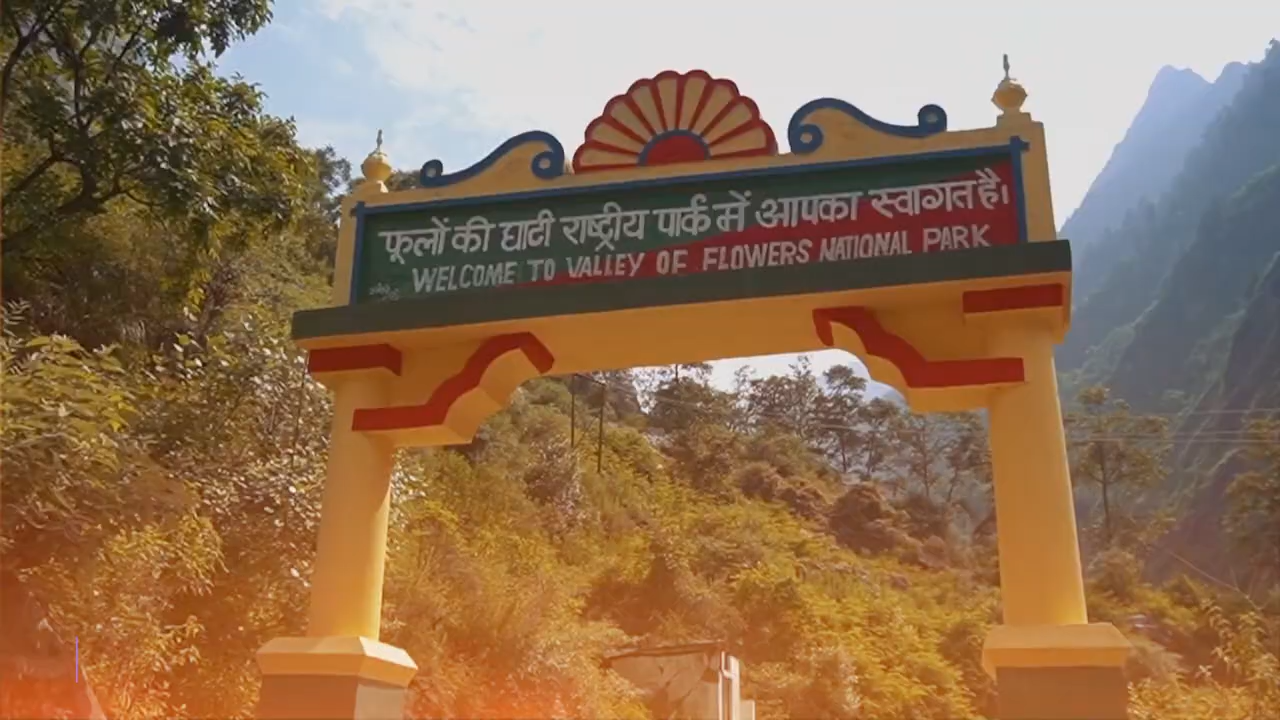 फूलों की घाटी राष्ट्रीय पार्क में आपका स्वागत है।
WELCOME TO VALLEY OF FLOWERS NATIONAL PARK